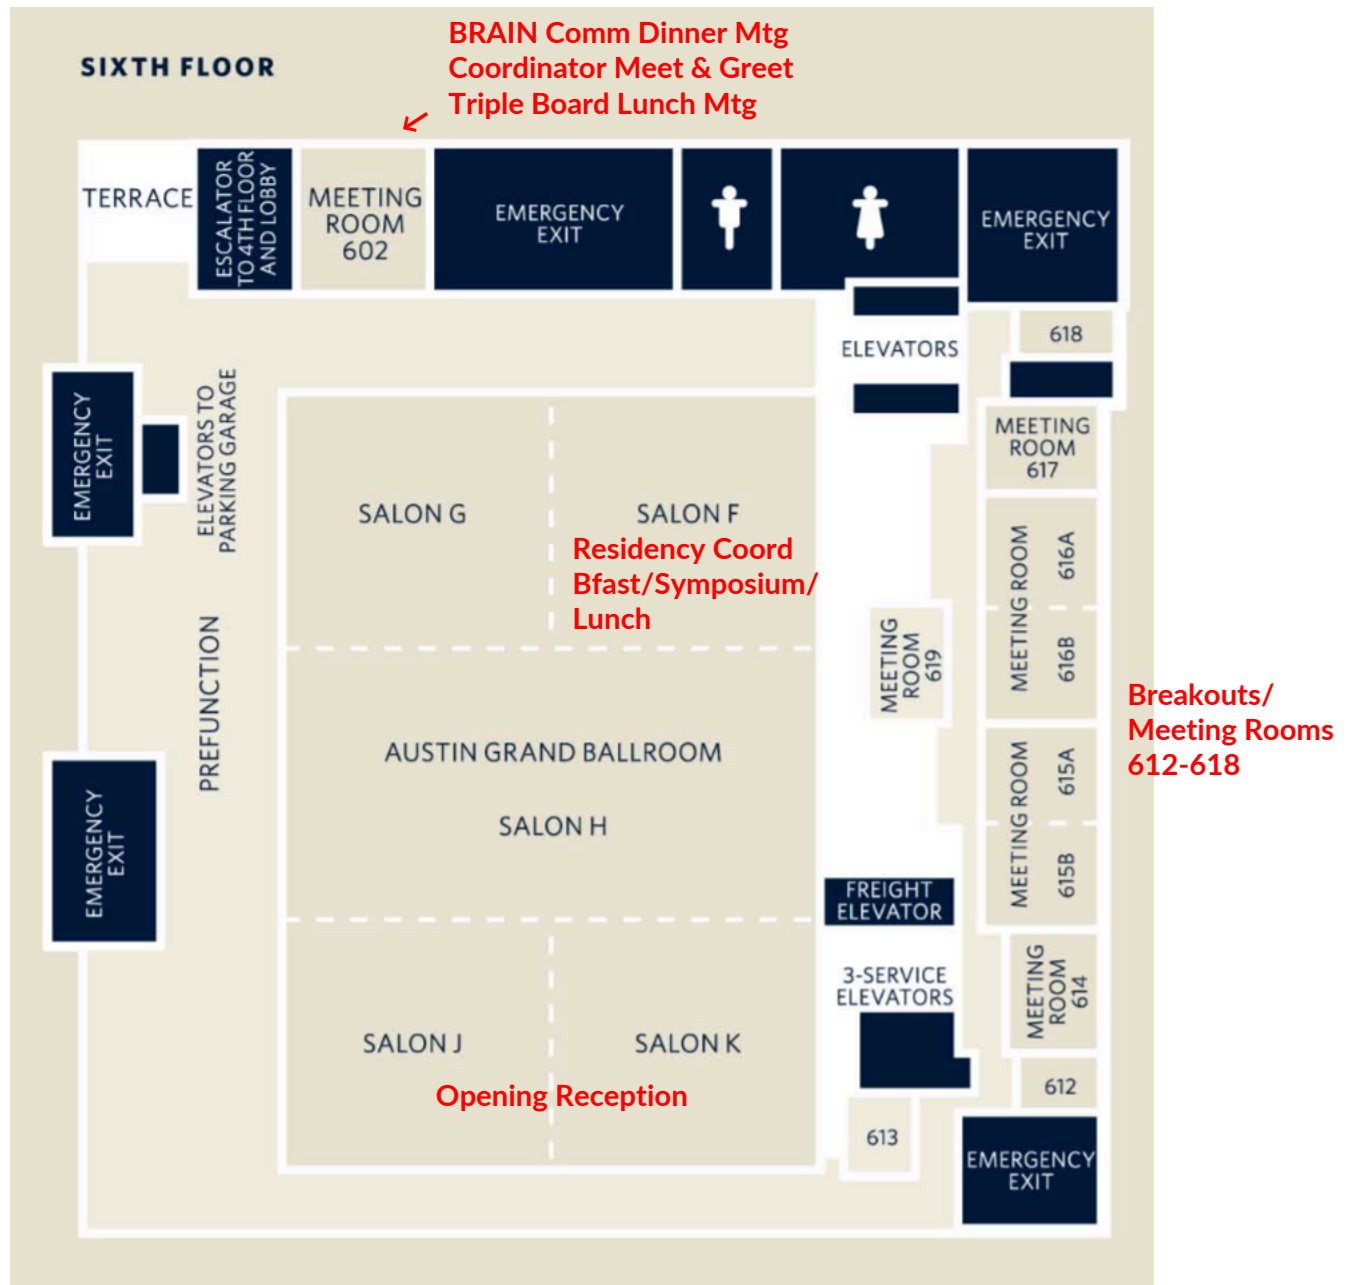 BRAIN Comm Dinner Mtg
Coordinator Meet & Greet
Triple Board Lunch Mtg
SIXTH FLOOR
TERRACE
ESCALATOR
TO 4TH FLOOR
AND LOBBY
MEETING
ROOM
602
EMERGENCY
EXIT
EMERGENCY
EXIT
ELEVATORS
618
EMERGENCY
EXIT
ELEVATORS TO
PARKING GARAGE
MEETING
ROOM
617
SALON G
SALON F
Residency Coord
Bfast/Symposium/
Lunch
MEETING ROOM
616A
616B
MEETING
ROOM
619
PREFUNCTION
Breakouts/
Meeting Rooms
612-618
AUSTIN GRAND BALLROOM
SALON H
MEETING ROOM
615A
615B
EMERGENCY
EXIT
FREIGHT
ELEVATOR
3-SERVICE
ELEVATORS
MEETING
ROOM
614
SALON J
SALON K
Opening Reception
612
613
EMERGENCY
EXIT